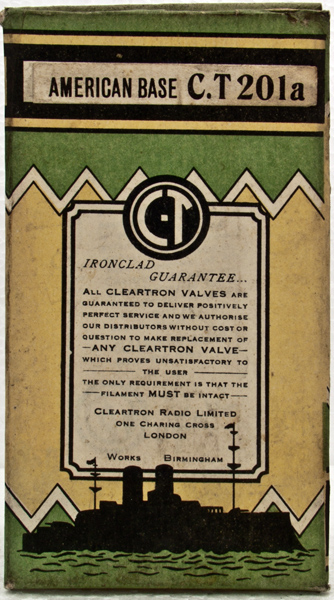 AMERICAN BASE C.T 201a
C·T
IRONCLAD
GUARANTEE...
ALL CLEARTRON VALVES ARE
GUARANTEED TO DELIVER POSITIVELY
PERFECT SERVICE AND WE AUTHORISE
OUR DISTRIBUTORS WITHOUT COST OR
QUESTION TO MAKE REPLACEMENT OF
—ANY CLEARTRON VALVE—
WHICH PROVES UNSATISFACTORY TO
THE USER
THE ONLY REQUIREMENT IS THAT THE
FILAMENT MUST BE INTACT
CLEARTRON RADIO LIMITED
ONE CHARING CROSS
LONDON
WORKS BIRMINGHAM